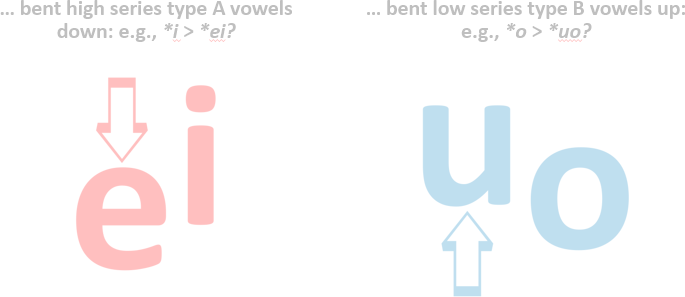 ... bent high series type A vowels
down: e.g., *i > *ei?
... bent low series type B vowels up:
e.g., *o > *uo?
ei
uo